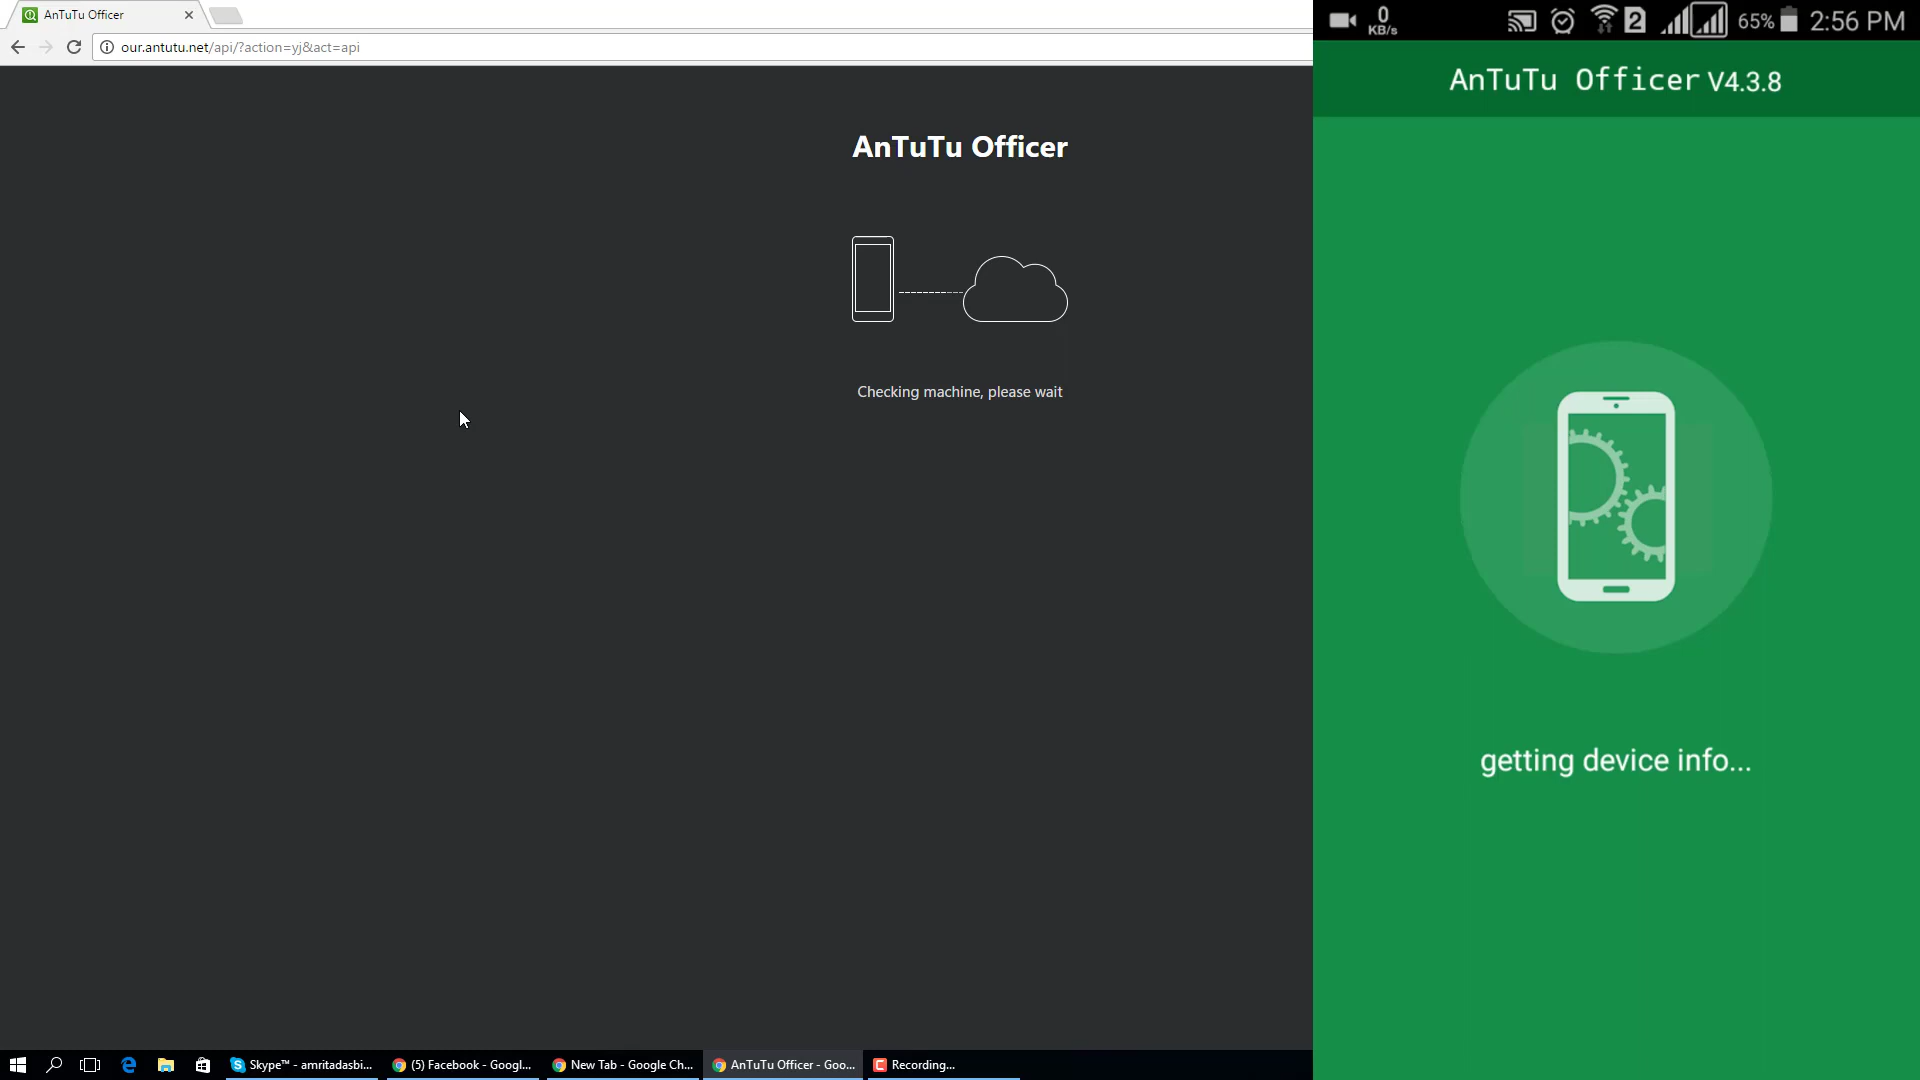 AnTuTu Officer
our.antutu.net/api/?action=yj&act=api
AnTuTu Officer
Checking machine, please wait
Skype™ - amritadasbi...
(5) Facebook - Googl...
New Tab - Google Ch...
AnTuTu Officer - Goo...
Recording...
0
KB/s
2
65%
2:56 PM
AnTuTu Officer V4.3.8
getting device info...